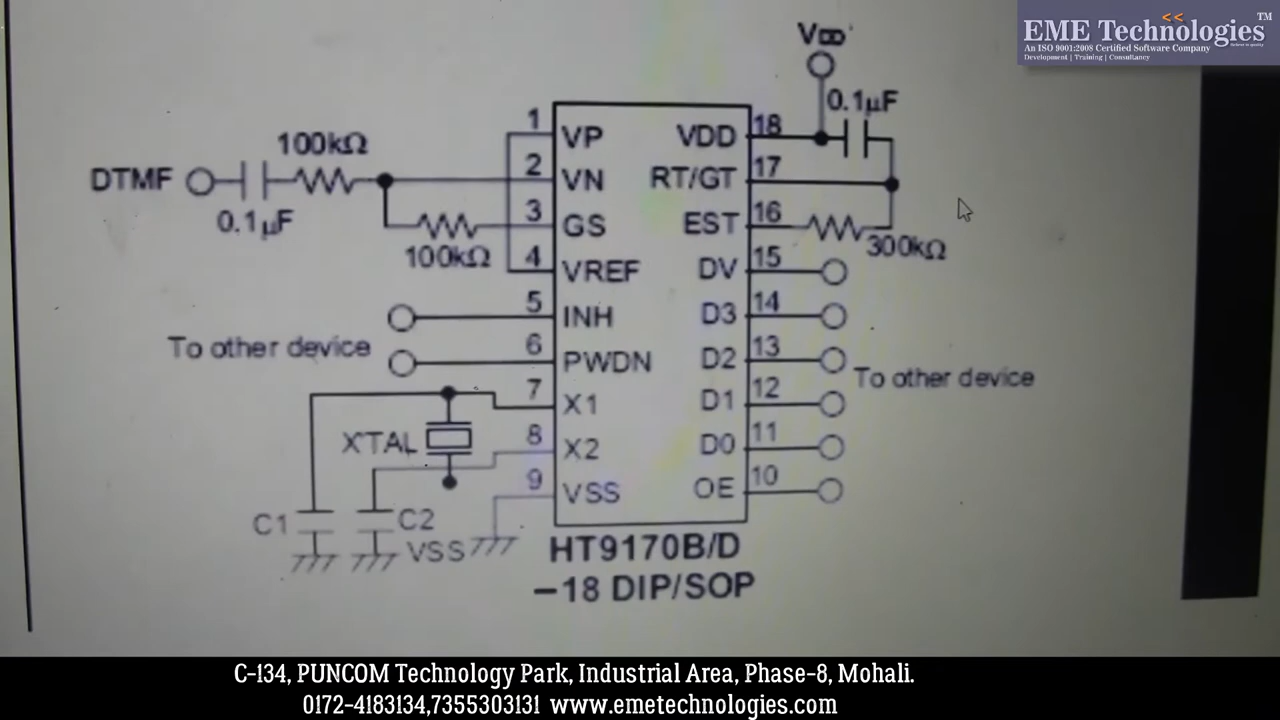 << TM
EME Technologies
An ISO 9001:2008 Certified Software Company
Development | Training | Consultancy
VDD
0.1µF
100kΩ
DTMF
0.1µF
100kΩ
1 VP
2 VN
3 GS
4 VREF
5 INH
6 PWDN
7 X1
8 X2
9 VSS
VDD 18
RT/GT 17
EST 16
300kΩ
DV 15
D3 14
D2 13
D1 12
D0 11
OE 10
To other device
To other device
X'TAL
C1
C2
VSS
HT9170B/D
–18 DIP/SOP
C-134, PUNCOM Technology Park, Industrial Area, Phase-8, Mohali.
0172-4183134,7355303131 www.emetechnologies.com